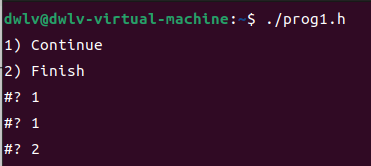 dwlv@dwlv-virtual-machine:~$ ./prog1.h
1) Continue
2) Finish
#? 1
#? 1
#? 2